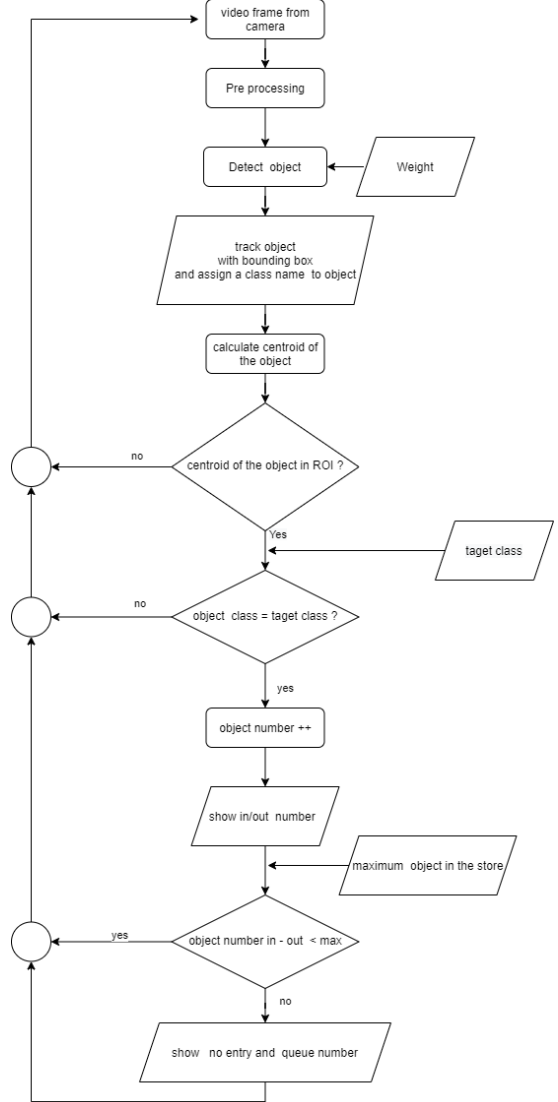 video frame from
camera
Pre processing
Detect object
Weight
track object
with bounding box
and assign a class name to object
calculate centroid of
the object
centroid of the object in ROI ?
no
Yes
taget class
object class = taget class ?
no
yes
object number ++
show in/out number
maximum object in the store
object number in - out < max
yes
no
show no entry and queue number